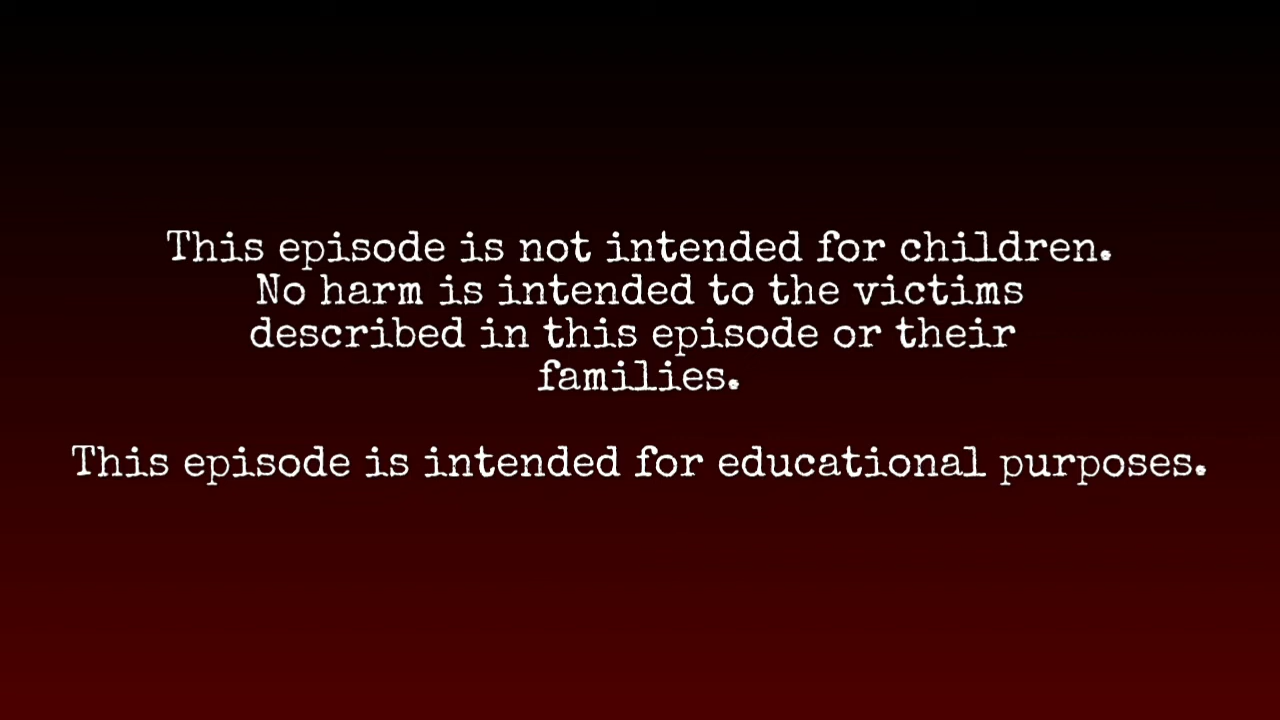 This episode is not intended for children.
No harm is intended to the victims
described in this episode or their
families.
This episode is intended for educational purposes.